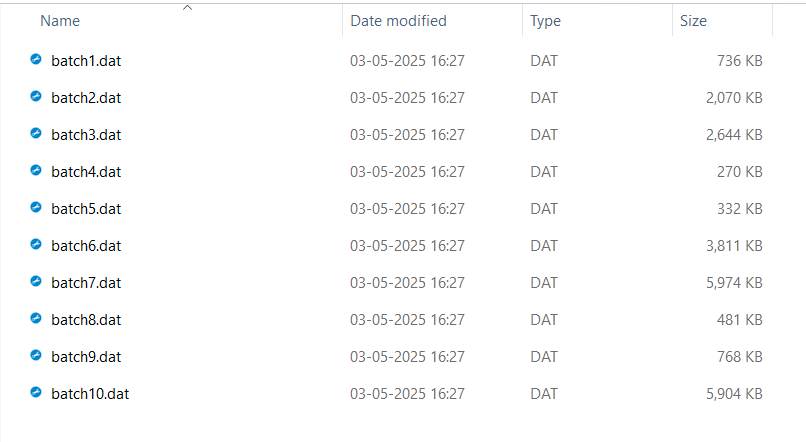 Name Date modified Type Size
batch1.dat 03-05-2025 16:27 DAT 736 KB
batch2.dat 03-05-2025 16:27 DAT 2,070 KB
batch3.dat 03-05-2025 16:27 DAT 2,644 KB
batch4.dat 03-05-2025 16:27 DAT 270 KB
batch5.dat 03-05-2025 16:27 DAT 332 KB
batch6.dat 03-05-2025 16:27 DAT 3,811 KB
batch7.dat 03-05-2025 16:27 DAT 5,974 KB
batch8.dat 03-05-2025 16:27 DAT 481 KB
batch9.dat 03-05-2025 16:27 DAT 768 KB
batch10.dat 03-05-2025 16:27 DAT 5,904 KB